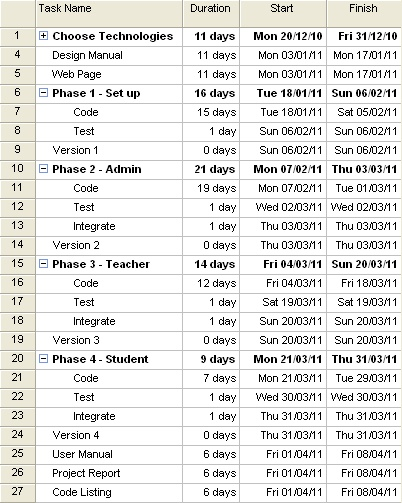 Task Name Duration Start Finish
1 Choose Technologies 11 days Mon 20/12/10 Fri 31/12/10
4 Design Manual 11 days Mon 03/01/11 Mon 17/01/11
5 Web Page 11 days Mon 03/01/11 Mon 17/01/11
6 Phase 1 - Set up 16 days Tue 18/01/11 Sun 06/02/11
7 Code 15 days Tue 18/01/11 Sat 05/02/11
8 Test 1 day Sun 06/02/11 Sun 06/02/11
9 Version 1 0 days Sun 06/02/11 Sun 06/02/11
10 Phase 2 - Admin 21 days Mon 07/02/11 Thu 03/03/11
11 Code 19 days Mon 07/02/11 Tue 01/03/11
12 Test 1 day Wed 02/03/11 Wed 02/03/11
13 Integrate 1 day Thu 03/03/11 Thu 03/03/11
14 Version 2 0 days Thu 03/03/11 Thu 03/03/11
15 Phase 3 - Teacher 14 days Fri 04/03/11 Sun 20/03/11
16 Code 12 days Fri 04/03/11 Fri 18/03/11
17 Test 1 day Sat 19/03/11 Sat 19/03/11
18 Integrate 1 day Sun 20/03/11 Sun 20/03/11
19 Version 3 0 days Sun 20/03/11 Sun 20/03/11
20 Phase 4 - Student 9 days Mon 21/03/11 Thu 31/03/11
21 Code 7 days Mon 21/03/11 Tue 29/03/11
22 Test 1 day Wed 30/03/11 Wed 30/03/11
23 Integrate 1 day Thu 31/03/11 Thu 31/03/11
24 Version 4 0 days Thu 31/03/11 Thu 31/03/11
25 User Manual 6 days Fri 01/04/11 Fri 08/04/11
26 Project Report 6 days Fri 01/04/11 Fri 08/04/11
27 Code Listing 6 days Fri 01/04/11 Fri 08/04/11